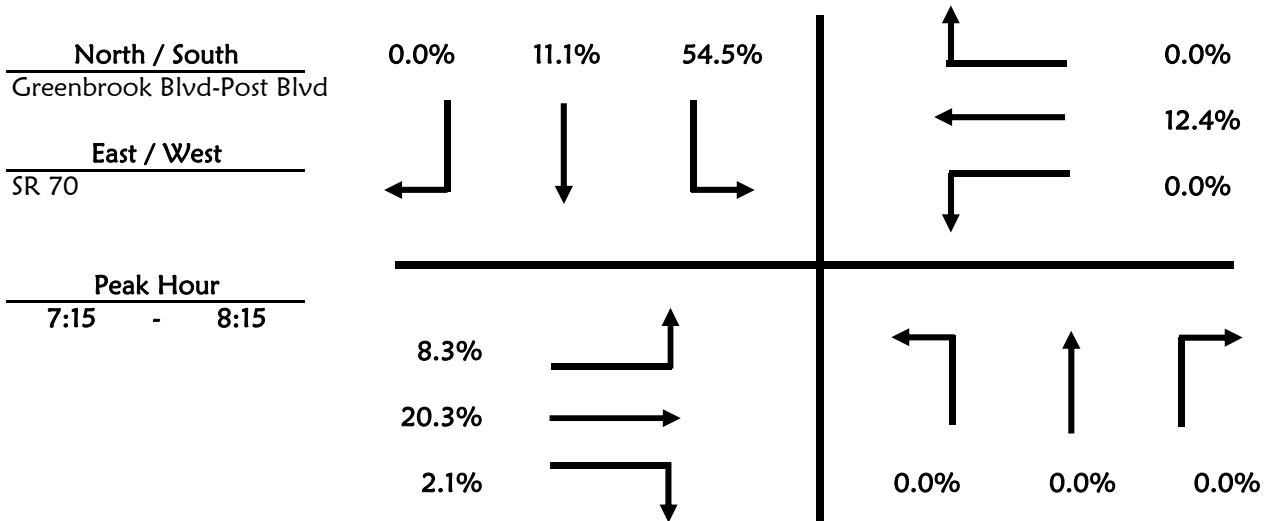 North / South
Greenbrook Blvd-Post Blvd
East / West
SR 70
Peak Hour
7:15 - 8:15
0.0% 11.1% 54.5%
0.0%
12.4%
0.0%
8.3%
20.3%
2.1%
0.0% 0.0% 0.0%